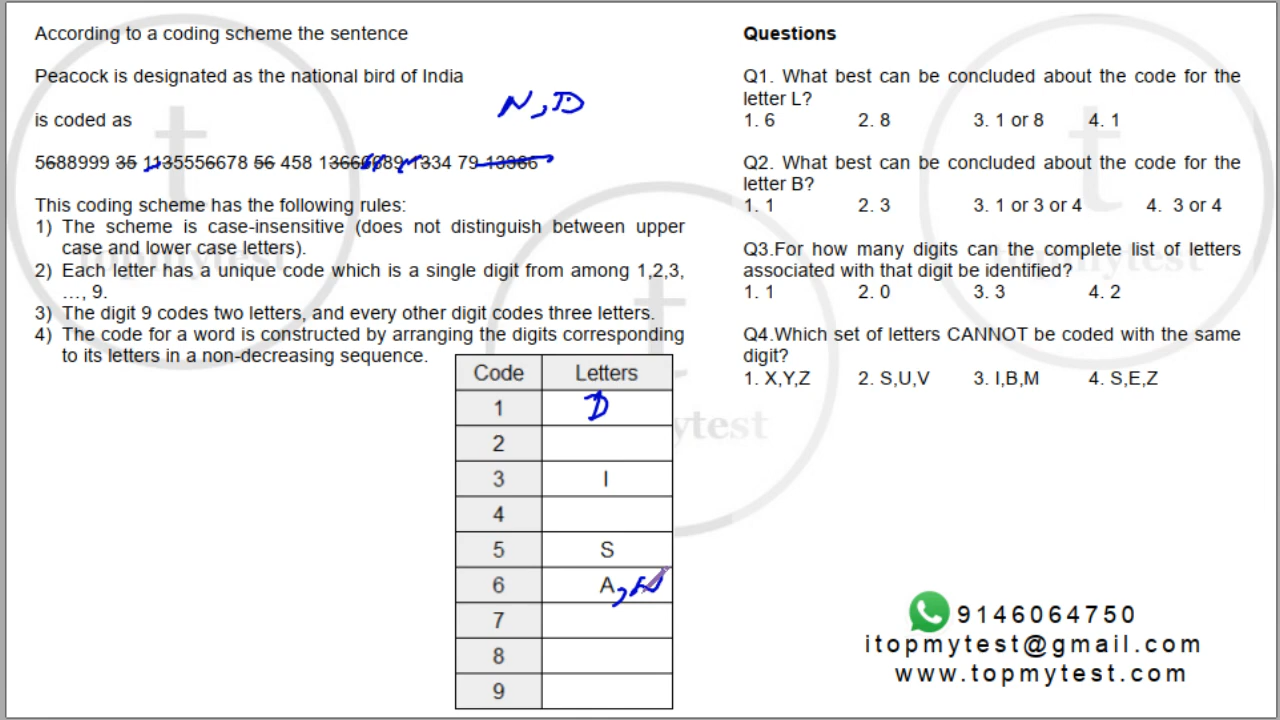 According to a coding scheme the sentence
Peacock is designated as the national bird of India
N, D
is coded as
5688999 35 1135556678 56 458 13666689 1334 79 13366
This coding scheme has the following rules:
1) The scheme is case-insensitive (does not distinguish between upper
case and lower case letters).
2) Each letter has a unique code which is a single digit from among 1,2,3,
…, 9.
3) The digit 9 codes two letters, and every other digit codes three letters.
4) The code for a word is constructed by arranging the digits corresponding
to its letters in a non-decreasing sequence.
Code Letters
1 D
2
3 I
4
5 S
6 A, N
7
8
9
Questions
Q1. What best can be concluded about the code for the
letter L?
1. 6 2. 8 3. 1 or 8 4. 1
Q2. What best can be concluded about the code for the
letter B?
1. 1 2. 3 3. 1 or 3 or 4 4. 3 or 4
Q3.For how many digits can the complete list of letters
associated with that digit be identified?
1. 1 2. 0 3. 3 4. 2
Q4.Which set of letters CANNOT be coded with the same
digit?
1. X,Y,Z 2. S,U,V 3. I,B,M 4. S,E,Z
9146064750
itopmytest@gmail.com
www.topmytest.com